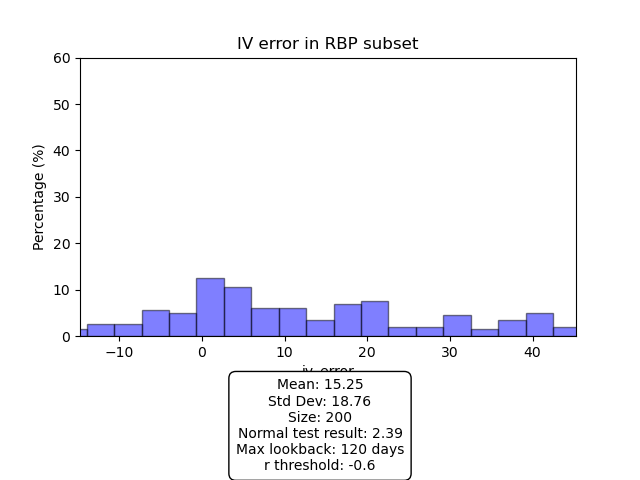 IV error in RBP subset
Percentage (%)
60
50
40
30
20
10
0
−10 0 10 20 30 40
iv_error
Mean: 15.25
Std Dev: 18.76
Size: 200
Normal test result: 2.39
Max lookback: 120 days
r threshold: -0.6